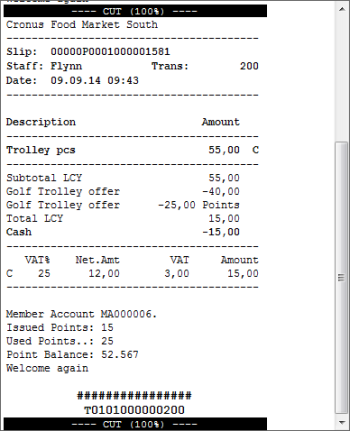 ---- CUT (100%) ----
Cronus Food Market South
Slip: 00000P0001000001581
Staff: Flynn Trans: 200
Date: 09.09.14 09:43
Description Amount
Trolley pcs 55,00 C
Subtotal LCY 55,00
Golf Trolley offer -40,00
Golf Trolley offer -25,00 Points
Total LCY 15,00
Cash -15,00
VAT% Net.Amt VAT Amount
C 25 12,00 3,00 15,00
Member Account MA000006.
Issued Points: 15
Used Points..: 25
Point Balance: 52.567
Welcome again
################
T0101000000200
---- CUT (100%) ----